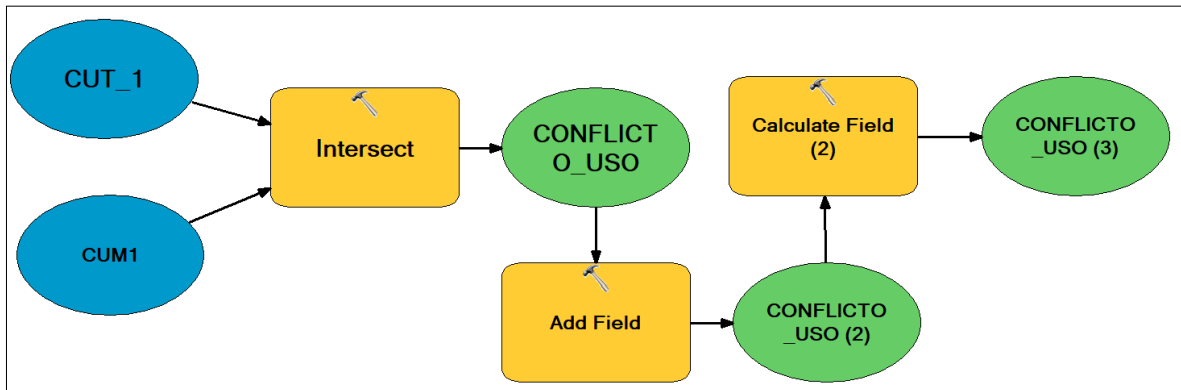 CUT_1
CUM1
Intersect
CONFLICT
O_USO
Add Field
CONFLICTO
_USO (2)
Calculate Field
(2)
CONFLICTO
_USO (3)